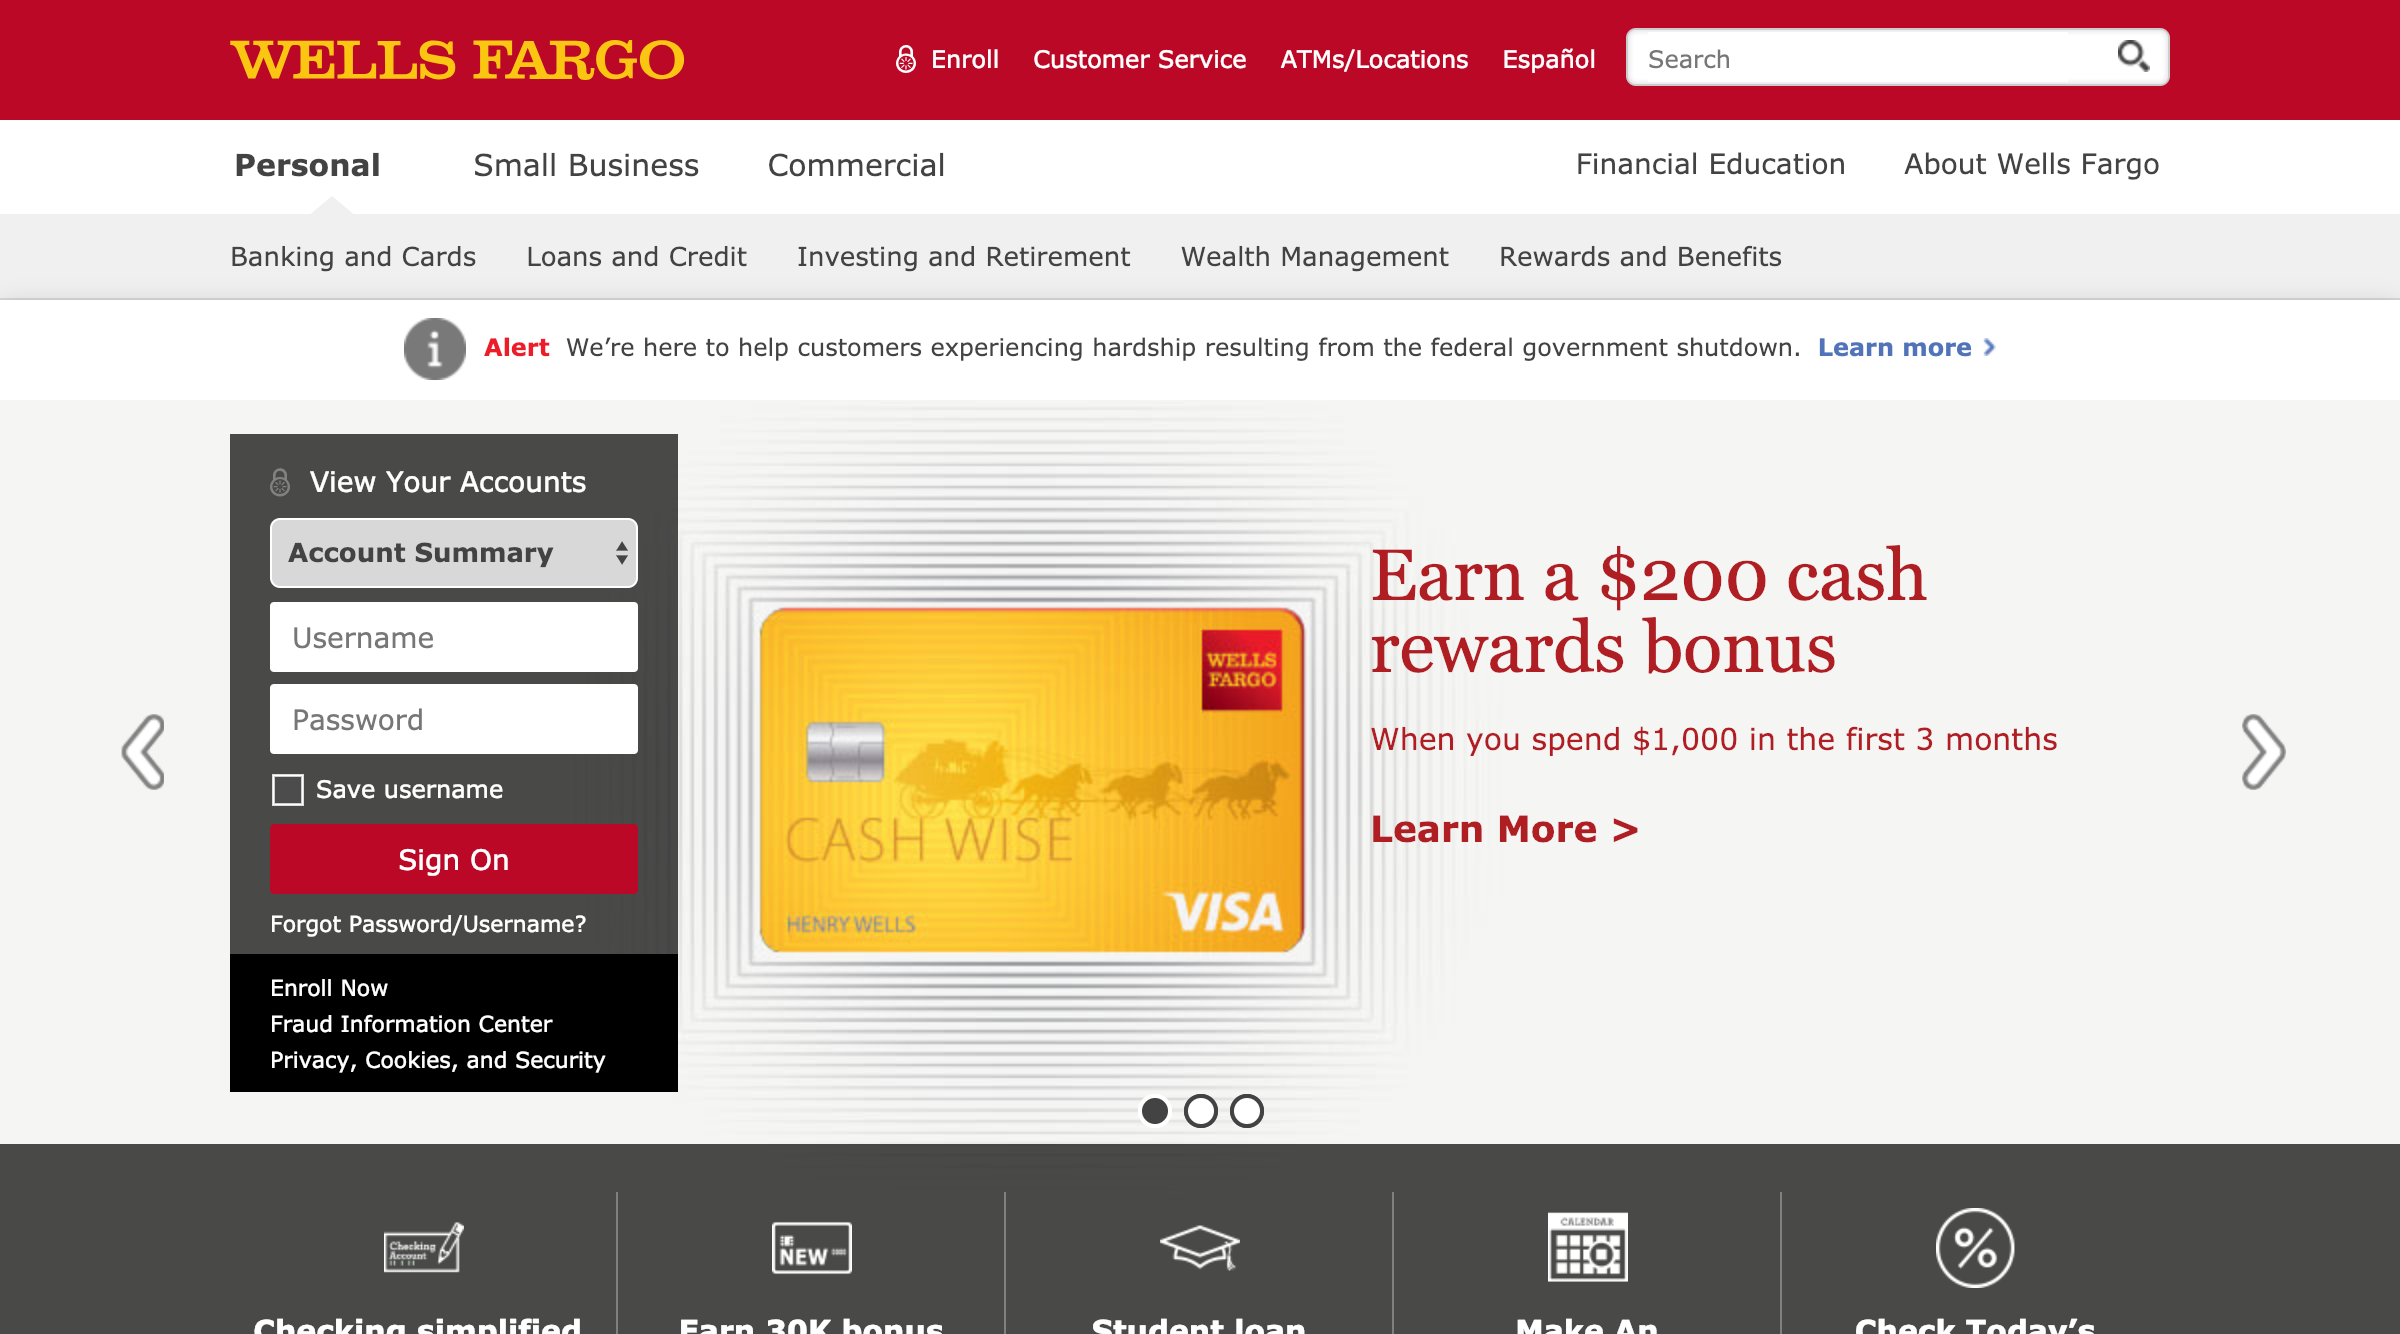 WELLS FARGO
Enroll
Customer Service
ATMs/Locations
Español
Search
Personal
Small Business
Commercial
Financial Education
About Wells Fargo
Banking and Cards
Loans and Credit
Investing and Retirement
Wealth Management
Rewards and Benefits
Alert We’re here to help customers experiencing hardship resulting from the federal government shutdown. Learn more
View Your Accounts
Account Summary
Username
Password
Save username
Sign On
Forgot Password/Username?
Enroll Now
Fraud Information Center
Privacy, Cookies, and Security
WELLS
FARGO
CASH WISE
HENRY WELLS
VISA
Earn a $200 cash
rewards bonus
When you spend $1,000 in the first 3 months
Learn More >
Checking
Account
NEW
CALENDAR
%
Checking simplified
Earn 30K bonus
Student loan
Make An
Check Today’s